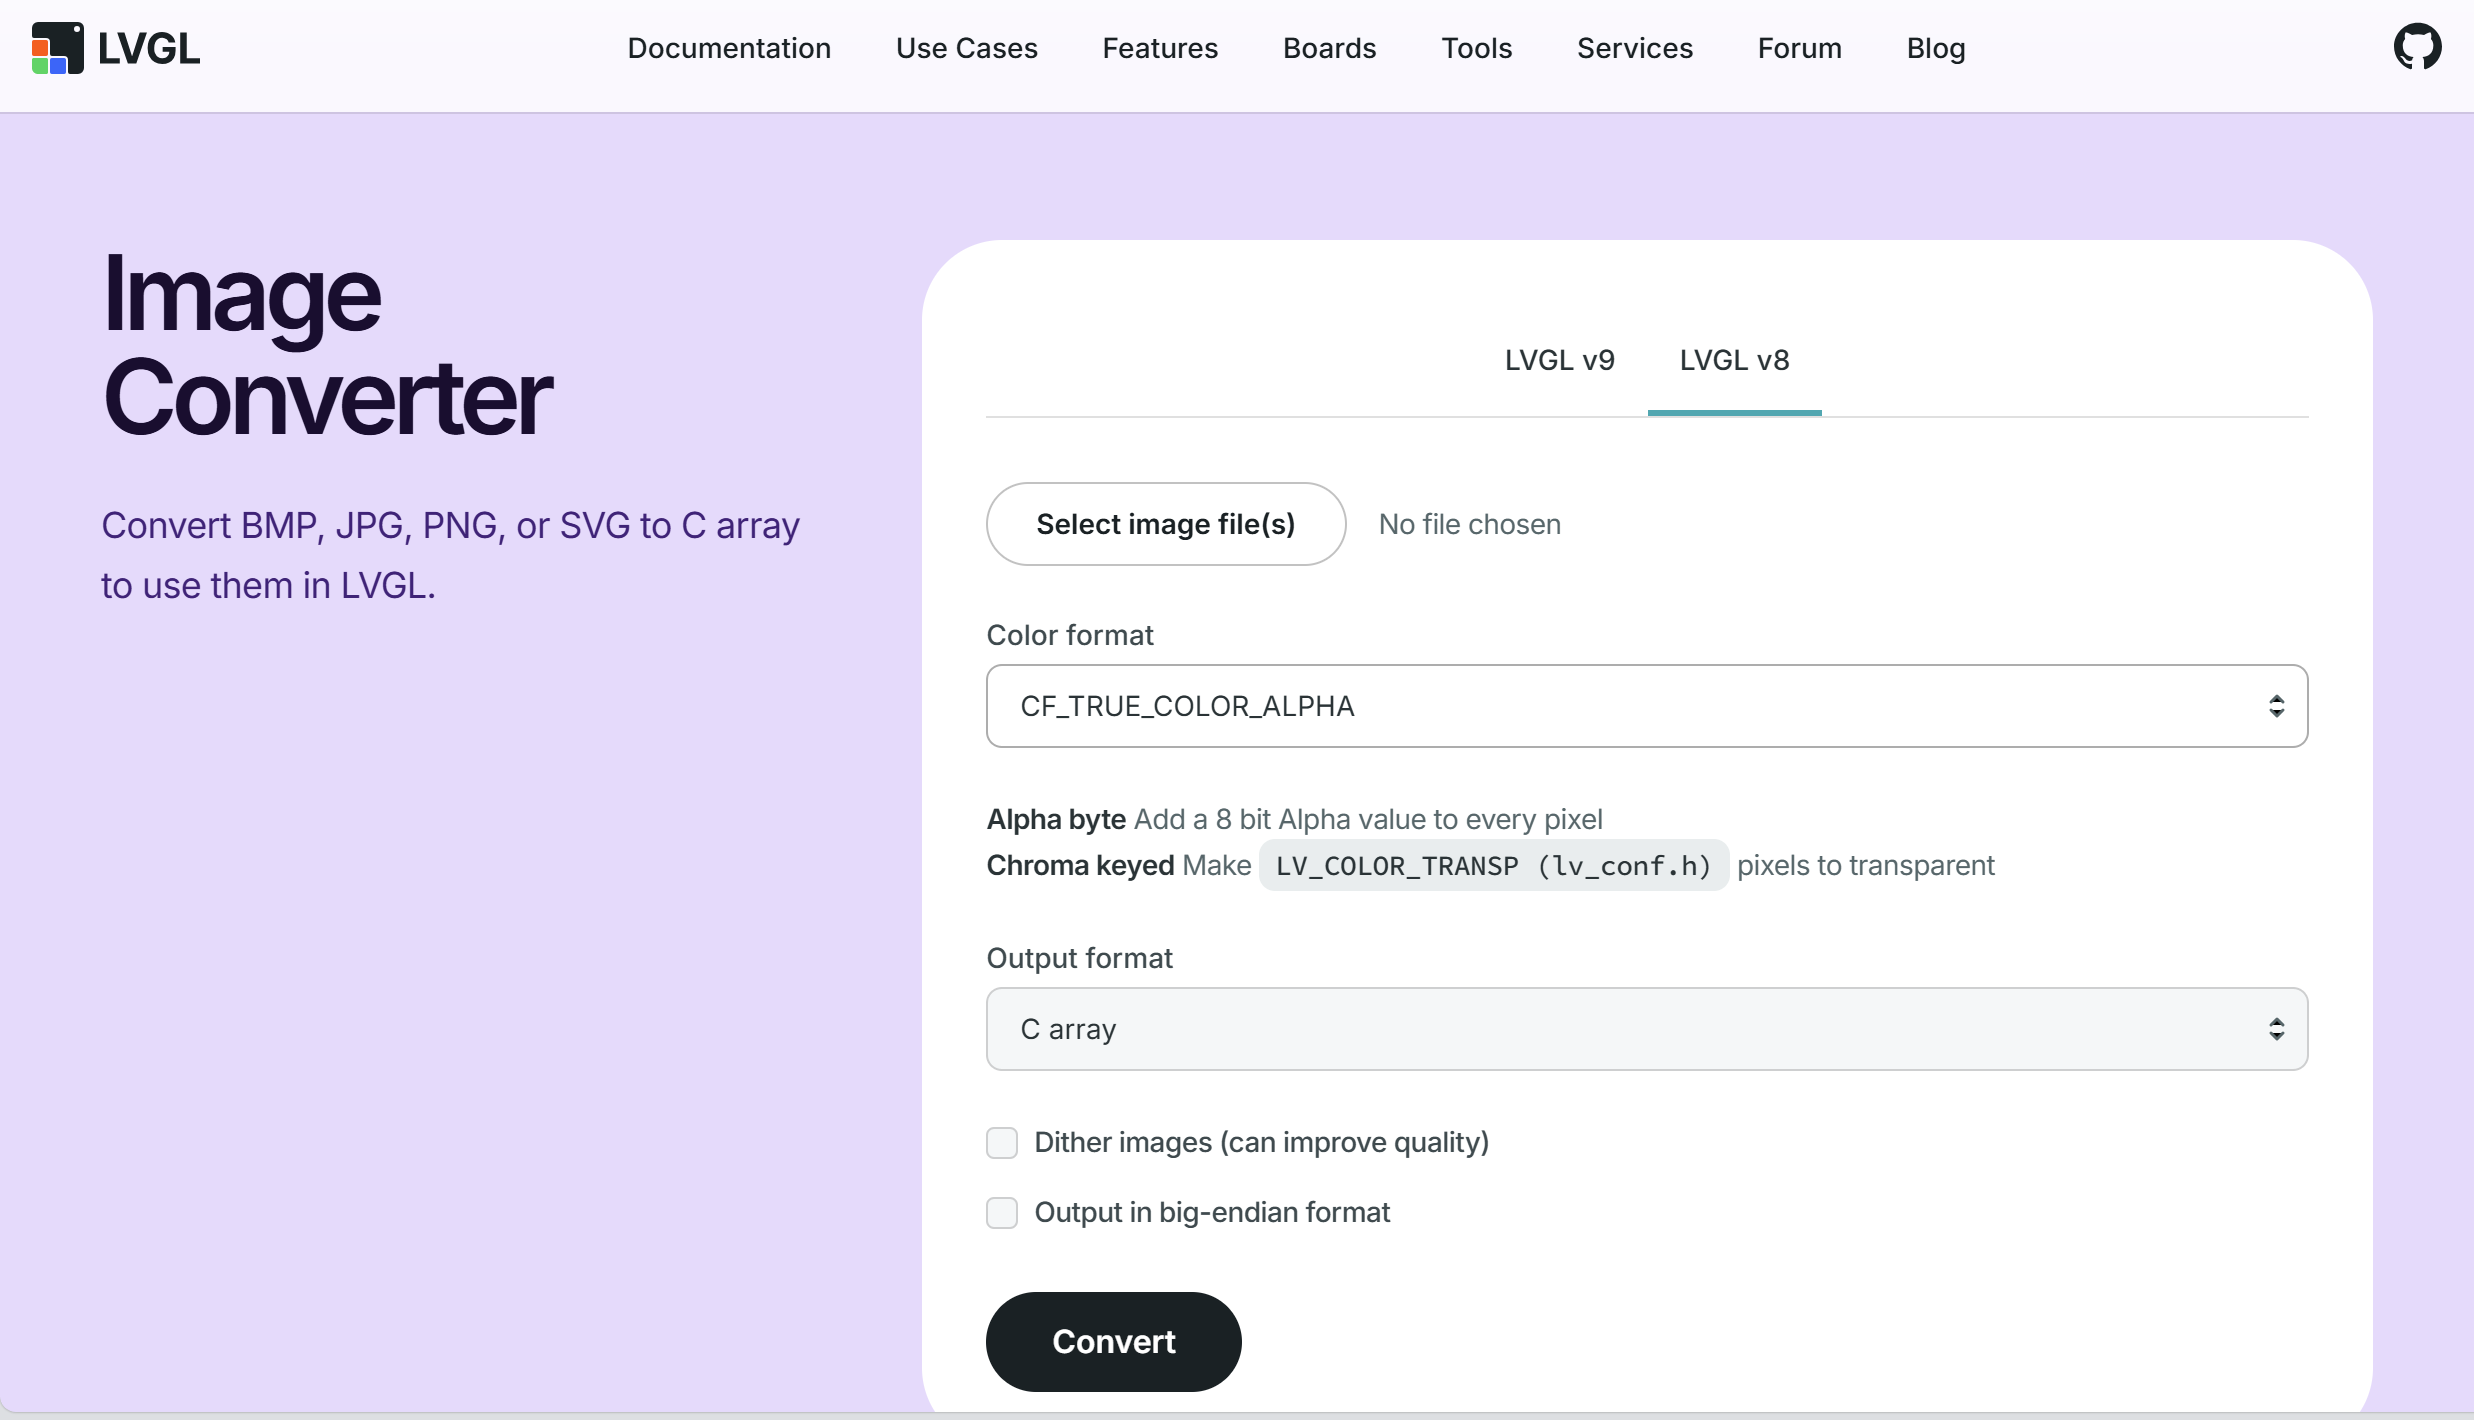 LVGL
Documentation Use Cases Features Boards Tools Services Forum Blog
Image
Converter
Convert BMP, JPG, PNG, or SVG to C array
to use them in LVGL.
LVGL v9 LVGL v8
Select image file(s) No file chosen
Color format
CF_TRUE_COLOR_ALPHA
Alpha byte Add a 8 bit Alpha value to every pixel
Chroma keyed Make LV_COLOR_TRANSP (lv_conf.h) pixels to transparent
Output format
C array
Dither images (can improve quality)
Output in big-endian format
Convert